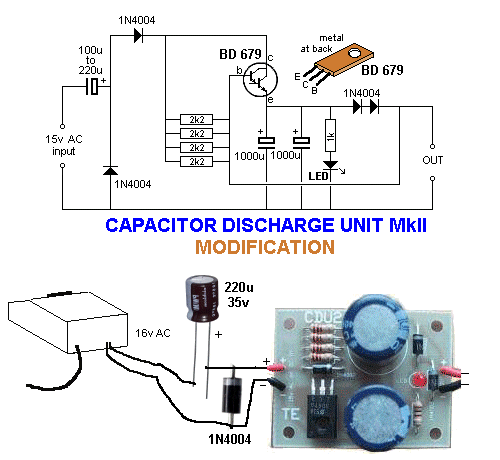 1N4004
100u
to
220u
+
15v AC
input
1N4004
BD 679
b
c
e
metal
at back
E
C
B
BD 679
2k2
2k2
2k2
2k2
+
1000u
+
1000u
1k
LED
1N4004
OUT
CAPACITOR DISCHARGE UNIT MkII
MODIFICATION
16v AC
220u
35v
+
1N4004
+
CDU2
TE
LED
+